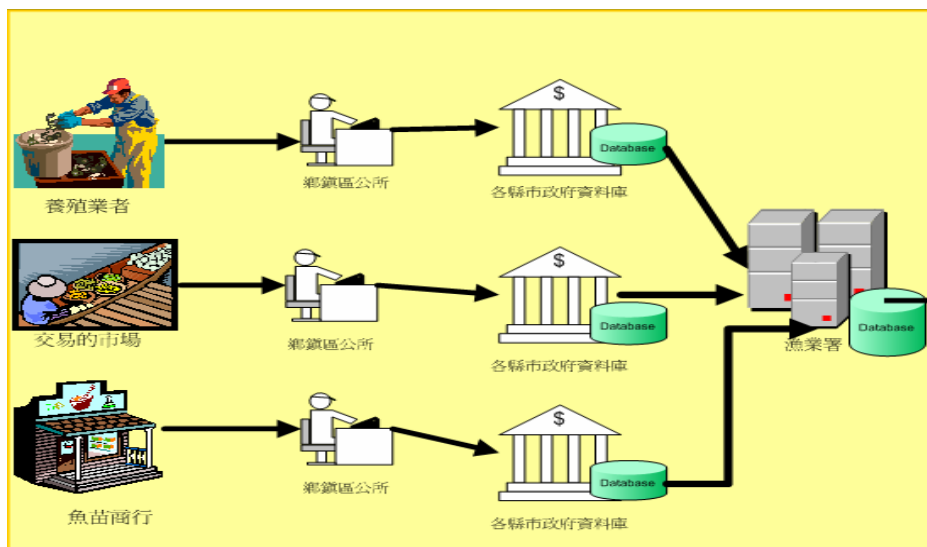 $
Database
養殖業者
鄉鎮區公所
各縣市政府資料庫
$
Database
交易的市場
鄉鎮區公所
各縣市政府資料庫
Database
漁業署
$
Database
魚苗商行
鄉鎮區公所
各縣市政府資料庫